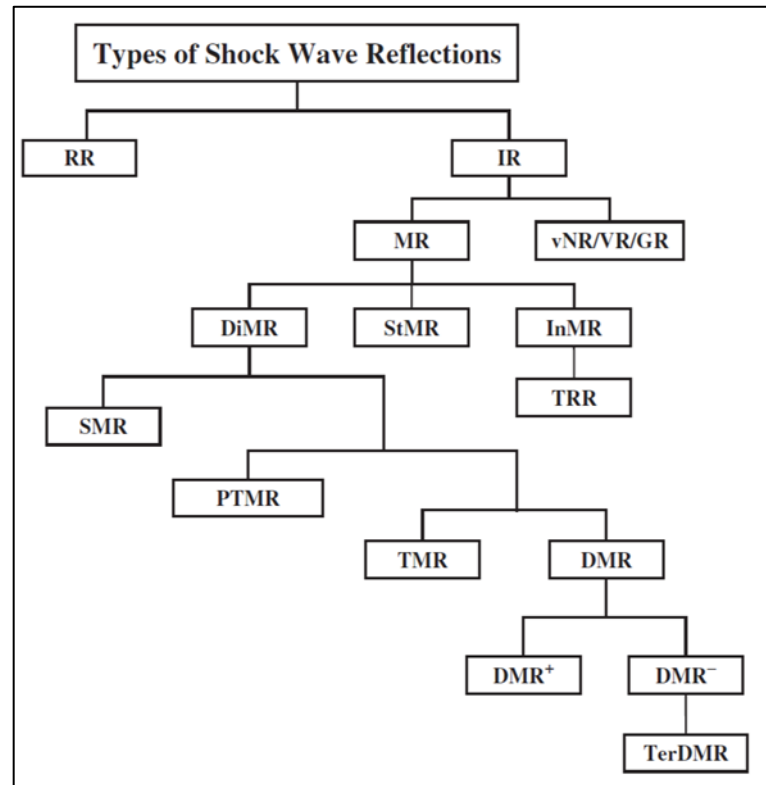 Types of Shock Wave Reflections
RR
IR
MR
vNR/VR/GR
DiMR
StMR
InMR
TRR
SMR
PTMR
TMR
DMR
DMR⁺
DMR⁻
TerDMR